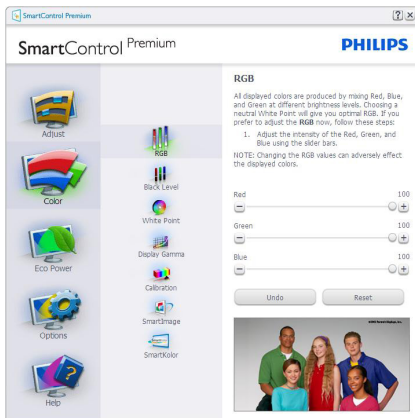 SmartControl Premium
SmartControl Premium
PHILIPS
Adjust
Color
Eco Power
Options
Help
RGB
Black Level
White Point
Display Gamma
Calibration
SmartImage
SmartKolor
RGB
All displayed colors are produced by mixing Red, Blue,
and Green at different brightness levels. Choosing a
neutral White Point will give you optimal RGB. If you
prefer to adjust the RGB now, follow these steps:
1. Adjust the intensity of the Red, Green, and
Blue using the slider bars.
NOTE: Changing the RGB values can adversely effect
the displayed colors.
Red 100
Green 100
Blue 100
Undo Reset